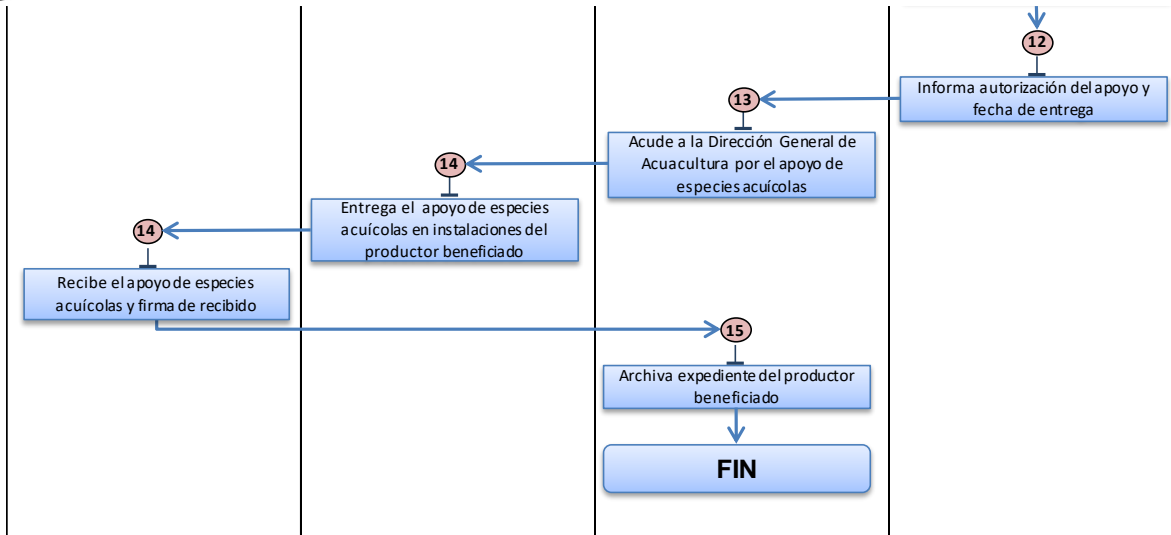 12
Informa autorización del apoyo y
fecha de entrega
13
Acude a la Dirección General de
Acuacultura por el apoyo de
especies acuícolas
14
Entrega el apoyo de especies
acuícolas en instalaciones del
productor beneficiado
14
Recibe el apoyo de especies
acuícolas y firma de recibido
15
Archiva expediente del productor
beneficiado
FIN